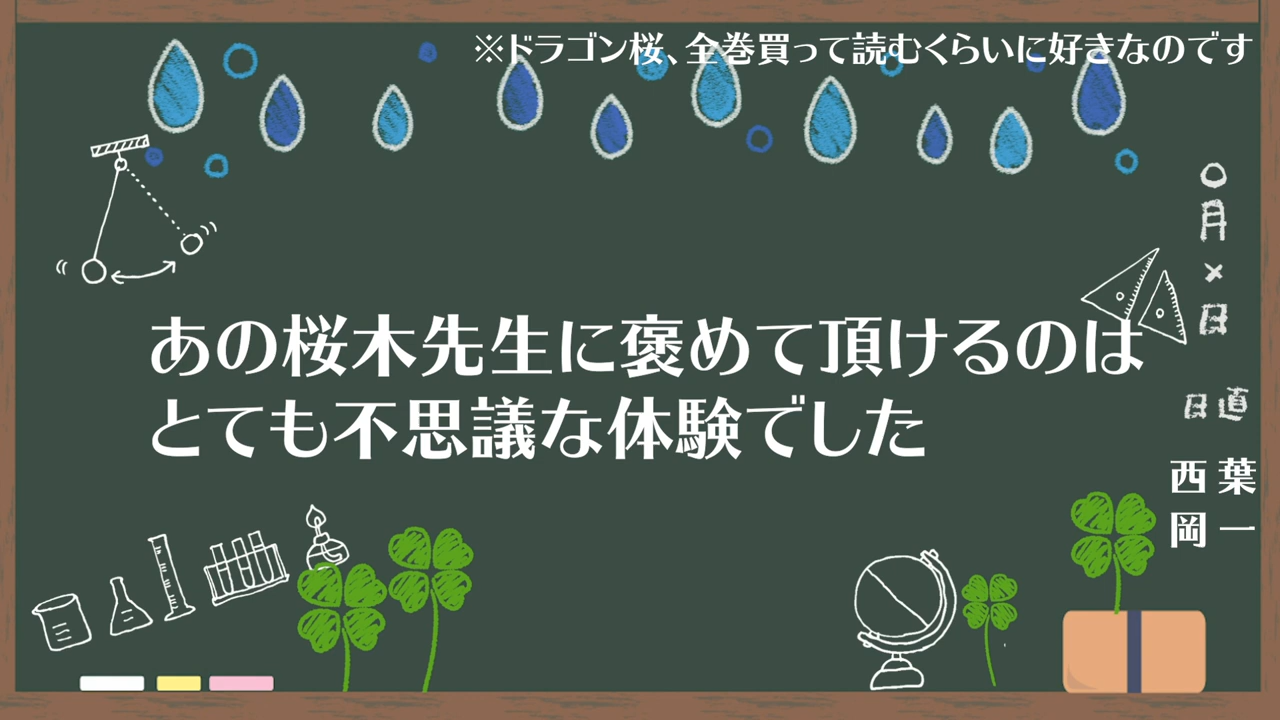 ※ドラゴン桜、全巻買って読むくらいに好きなのです
あの桜木先生に褒めて頂けるのは
とても不思議な体験でした
〇月×日
日直
葉一
西岡